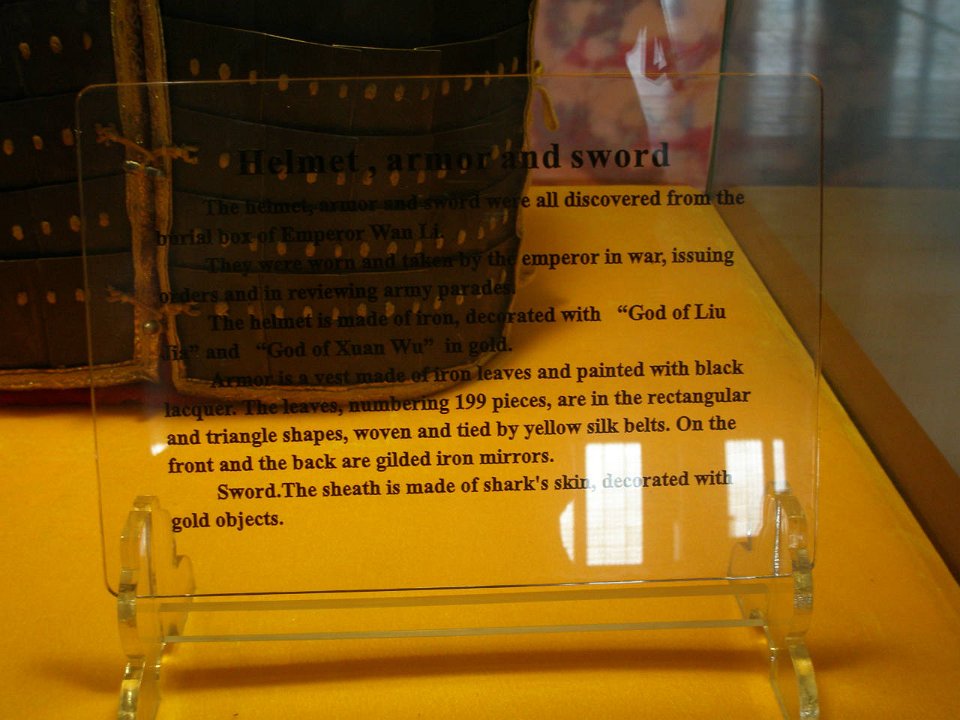 Helmet , armor and sword
The helmet, armor and sword were all discovered from the
burial box of Emperor Wan Li.
They were worn and taken by the emperor in war, issuing
orders and in reviewing army parades.
The helmet is made of iron, decorated with “God of Liu
Jia” and “God of Xuan Wu” in gold.
Armor is a vest made of iron leaves and painted with black
lacquer. The leaves, numbering 199 pieces, are in the rectangular
and triangle shapes, woven and tied by yellow silk belts. On the
front and the back are gilded iron mirrors.
Sword.The sheath is made of shark's skin, decorated with
gold objects.